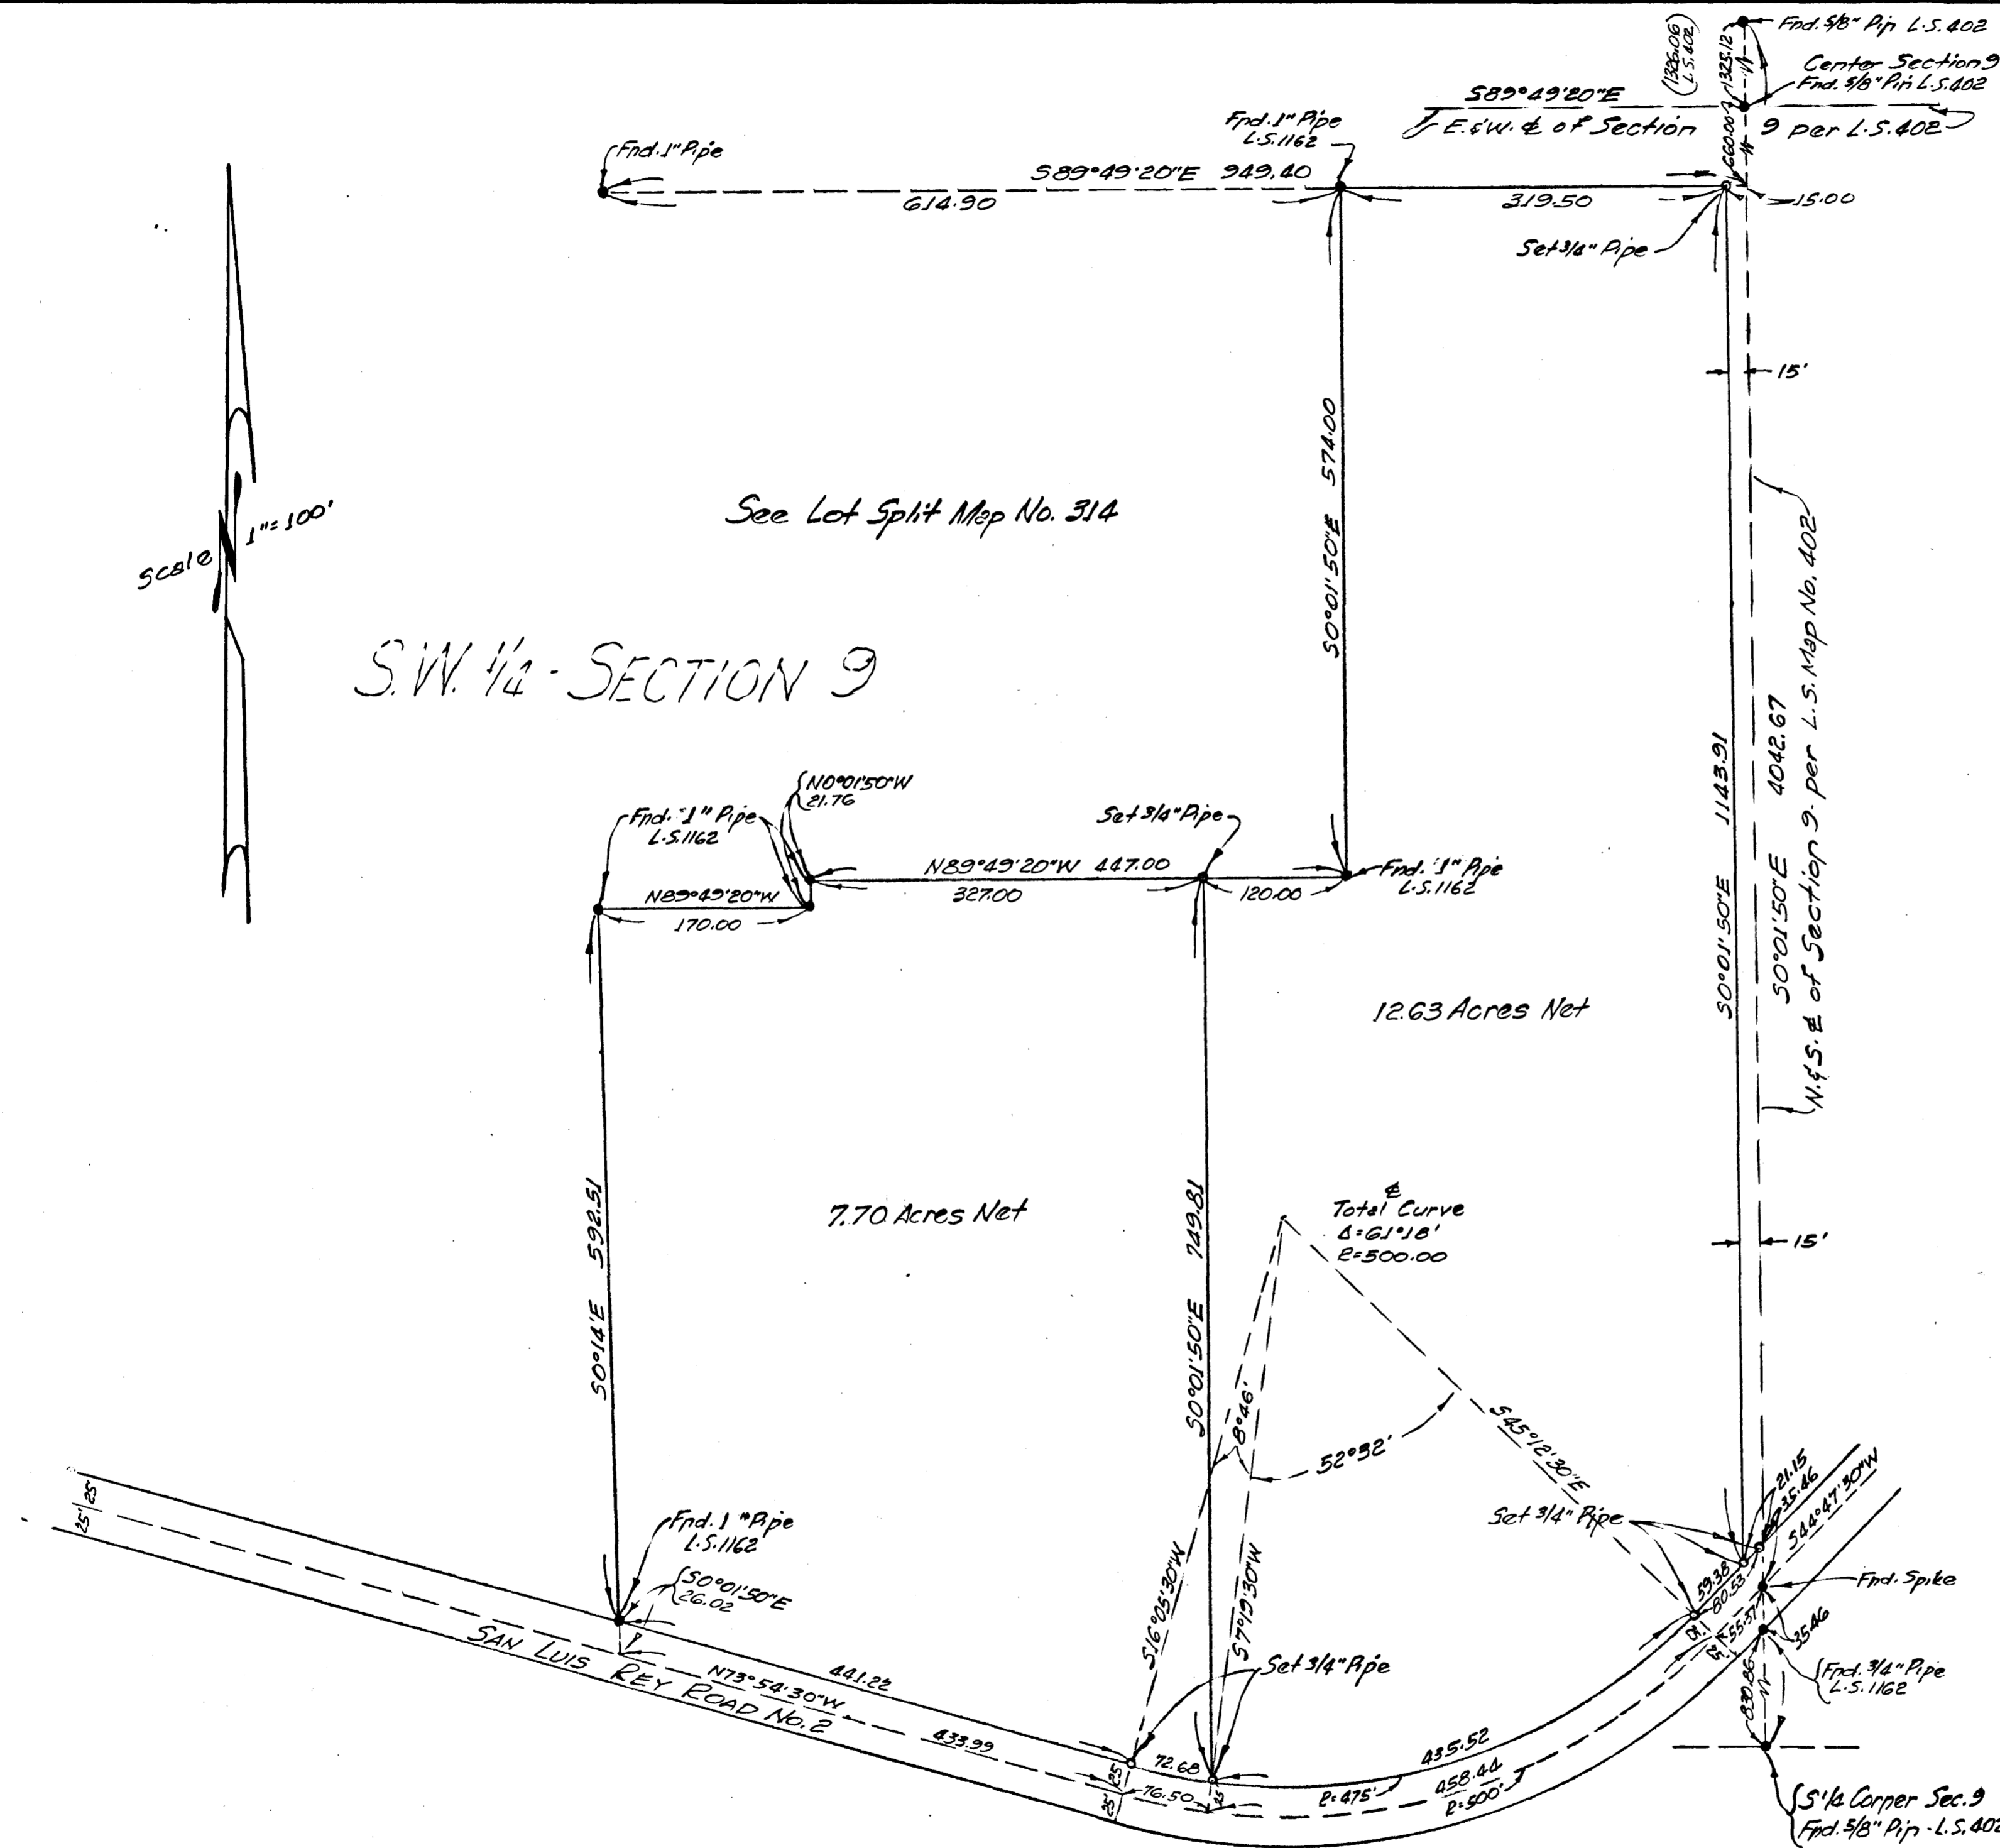 (1326.06)
L.S.402
1325.12
Fnd. 5/8" Pin L.S.402
Center Section 9
Fnd. 5/8" Pin L.S.402
S89°49'20"E
E.&W. ℄ of Section 9 per L.S.402
660.00
Fnd. 1" Pipe
Fnd. 1" Pipe
L.S.1162
S89°49'20"E 949.40
614.90
319.50
15.00
Set 3/4" Pipe
15'
S0°01'50"E 574.00
See Lot Split Map No. 314
Scale 1"=100'
S.W. 1/4 - SECTION 9
N0°01'50"W
21.76
Fnd. 1" Pipe
L.S.1162
Set 3/4" Pipe
N89°49'20"W 447.00
327.00
120.00
Fnd. 1" Pipe
L.S.1162
N89°49'20"W
170.00
S0°01'50"E 1143.91
S0°01'50"E 4042.67
N.&S. ℄ of Section 9 per L.S. Map No. 402
12.63 Acres Net
7.70 Acres Net
S0°14'E 592.51
S0°01'50"E 749.81
℄
Total Curve
Δ=61°18'
R=500.00
15'
8°46'
52°32'
S45°12'30"E
S16°05'30"W
S7°19'30"W
Set 3/4" Pipe
21.15
35.46
S44°47'30"W
59.38
80.53
55.37
25'
25'
Fnd. Spike
35.46
Fnd. 3/4" Pipe
L.S.1162
830.86
S 1/4 Corner Sec. 9
Fnd. 5/8" Pin - L.S.402
25'
25'
Fnd. 1" Pipe
L.S.1162
S0°01'50"E
26.02
SAN LUIS REY ROAD No. 2
N73°54'30"W
441.22
433.99
Set 3/4" Pipe
25'
25'
72.68
76.50
25
435.52
R=475'
458.44
R=500'